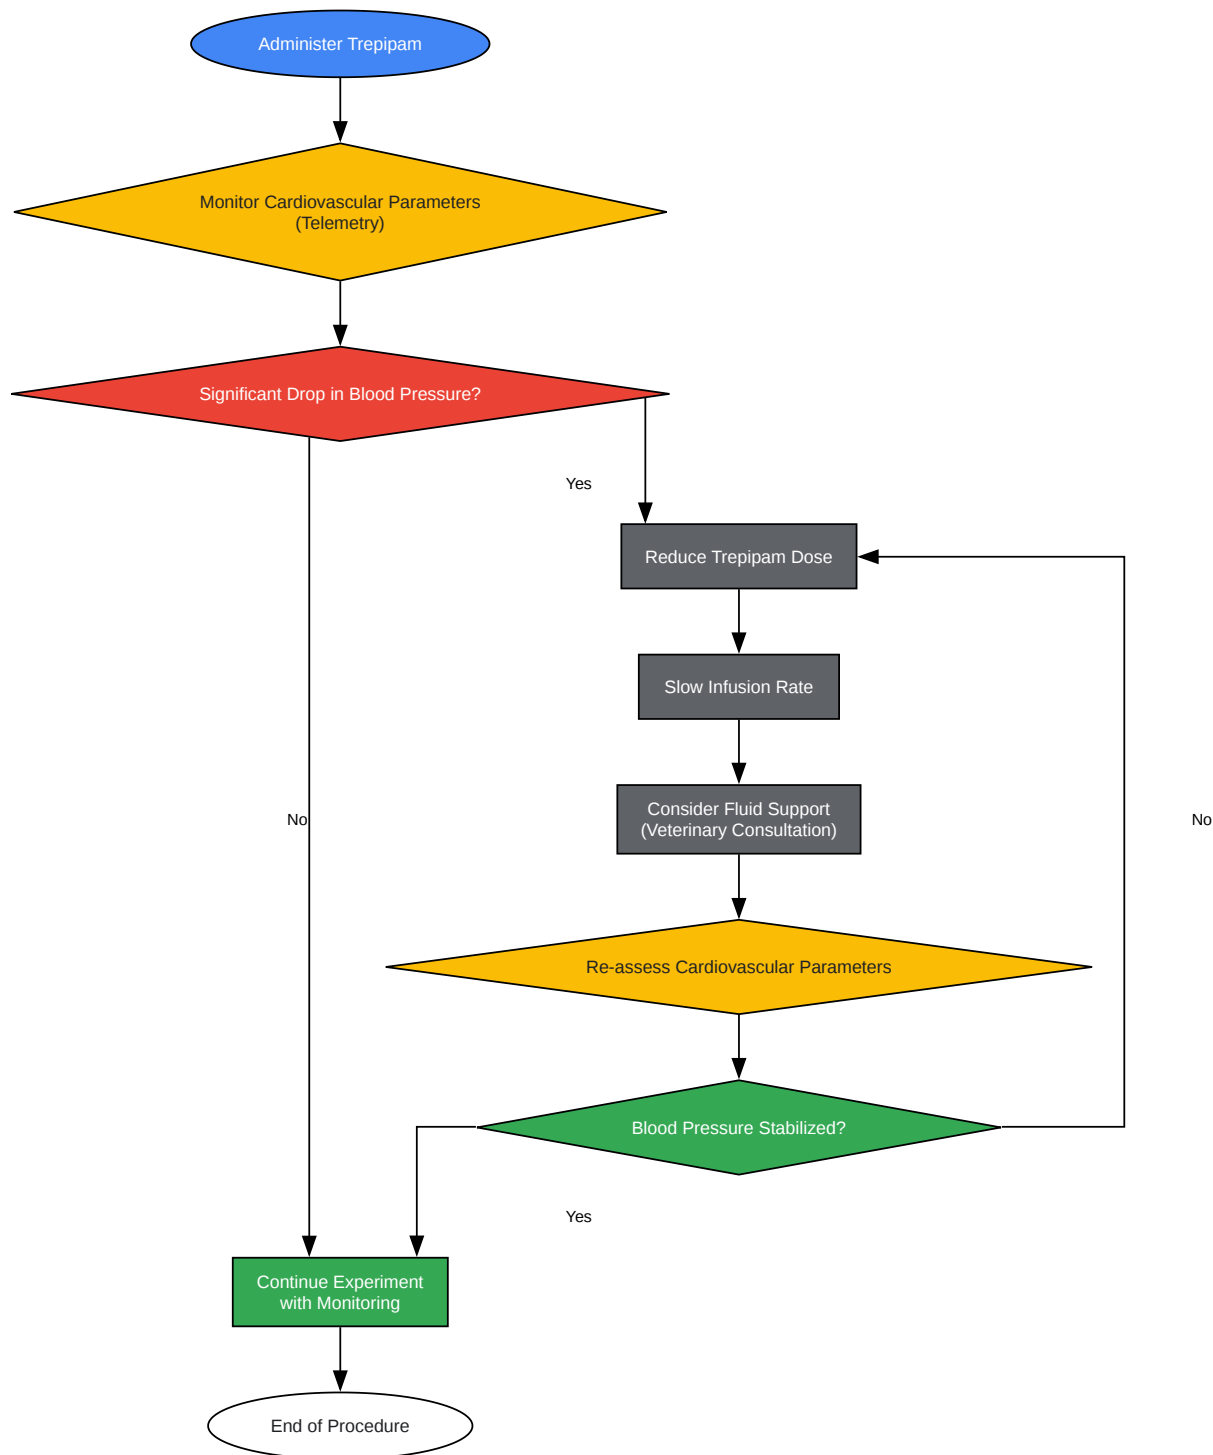 Administer Trepipam
Monitor Cardiovascular Parameters
(Telemetry)
Significant Drop in Blood Pressure?
Yes
Reduce Trepipam Dose
Slow Infusion Rate
Consider Fluid Support
(Veterinary Consultation)
No
No
Re-assess Cardiovascular Parameters
Blood Pressure Stabilized?
Yes
Continue Experiment
with Monitoring
End of Procedure